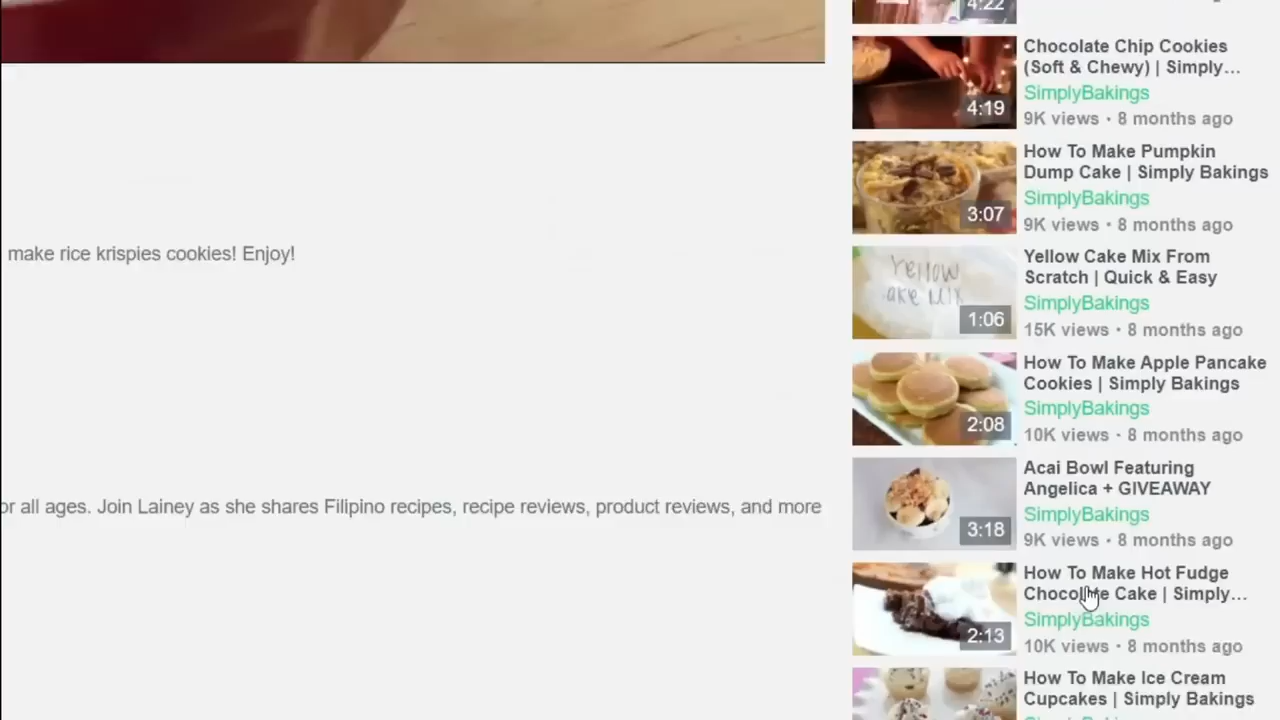 4:22
Chocolate Chip Cookies
(Soft & Chewy) | Simply...
SimplyBakings
9K views • 8 months ago
4:19
How To Make Pumpkin
Dump Cake | Simply Bakings
SimplyBakings
9K views • 8 months ago
3:07
make rice krispies cookies! Enjoy!
Yellow Cake Mix From
Scratch | Quick & Easy
SimplyBakings
15K views • 8 months ago
Yellow
ake Mix
1:06
How To Make Apple Pancake
Cookies | Simply Bakings
SimplyBakings
10K views • 8 months ago
2:08
Acai Bowl Featuring
Angelica + GIVEAWAY
SimplyBakings
9K views • 8 months ago
3:18
or all ages. Join Lainey as she shares Filipino recipes, recipe reviews, product reviews, and more
How To Make Hot Fudge
Chocolate Cake | Simply...
SimplyBakings
10K views • 8 months ago
2:13
How To Make Ice Cream
Cupcakes | Simply Bakings